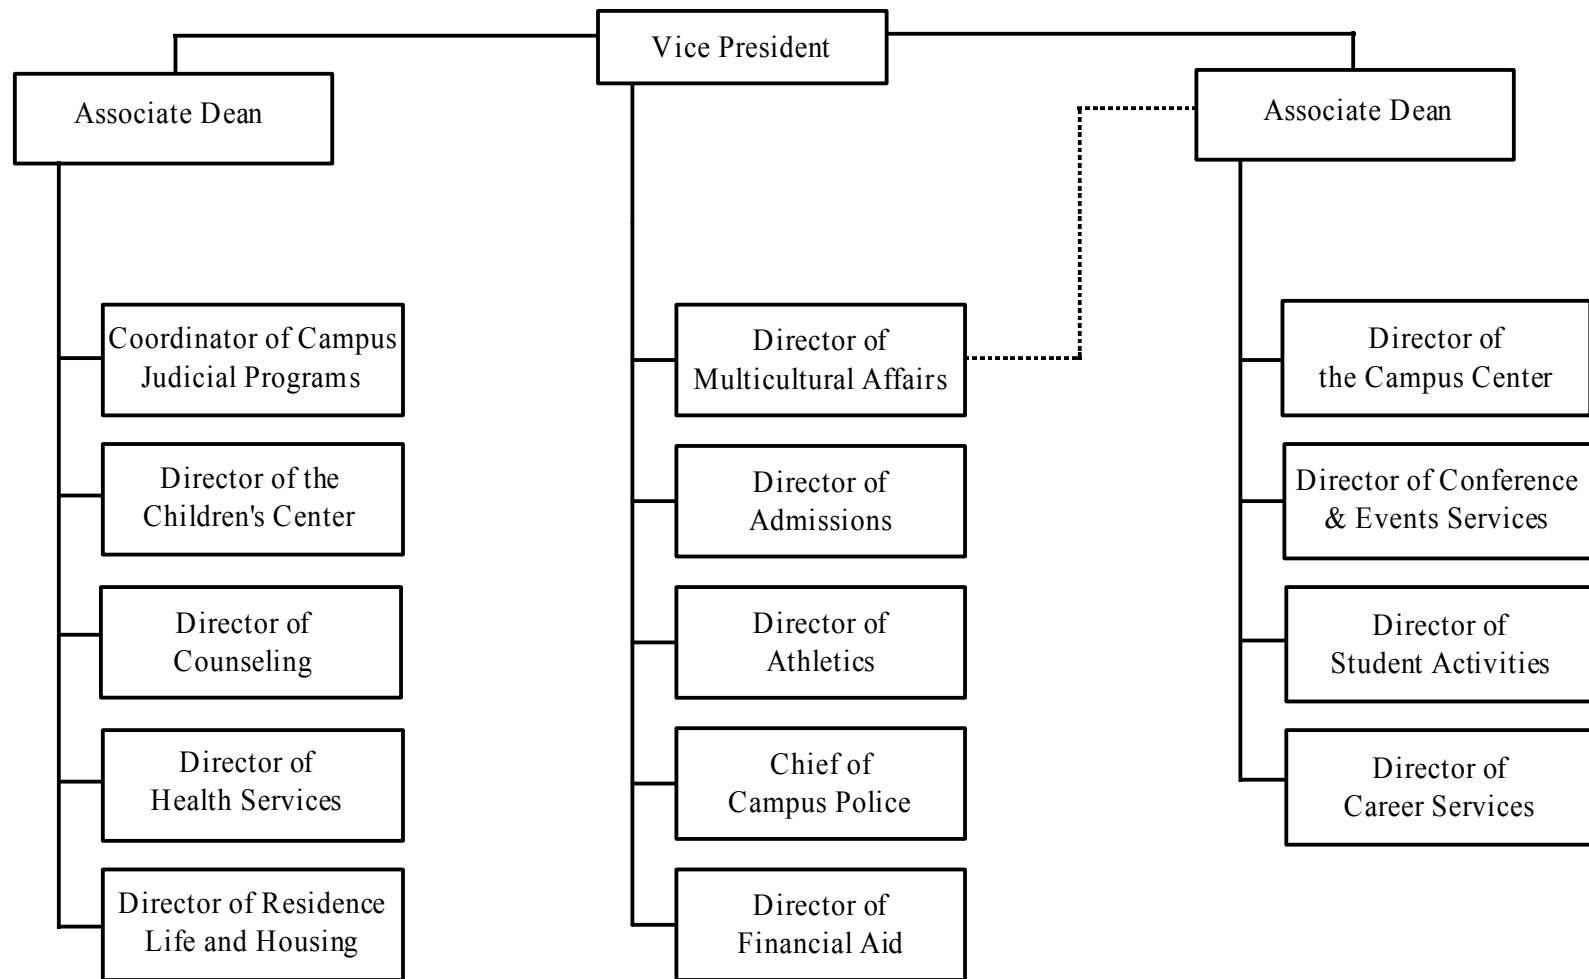 Vice President
Associate Dean
Associate Dean
Coordinator of Campus
Judicial Programs
Director of the
Children's Center
Director of
Counseling
Director of
Health Services
Director of Residence
Life and Housing
Director of
Multicultural Affairs
Director of
Admissions
Director of
Athletics
Chief of
Campus Police
Director of
Financial Aid
Director of
the Campus Center
Director of Conference
& Events Services
Director of
Student Activities
Director of
Career Services